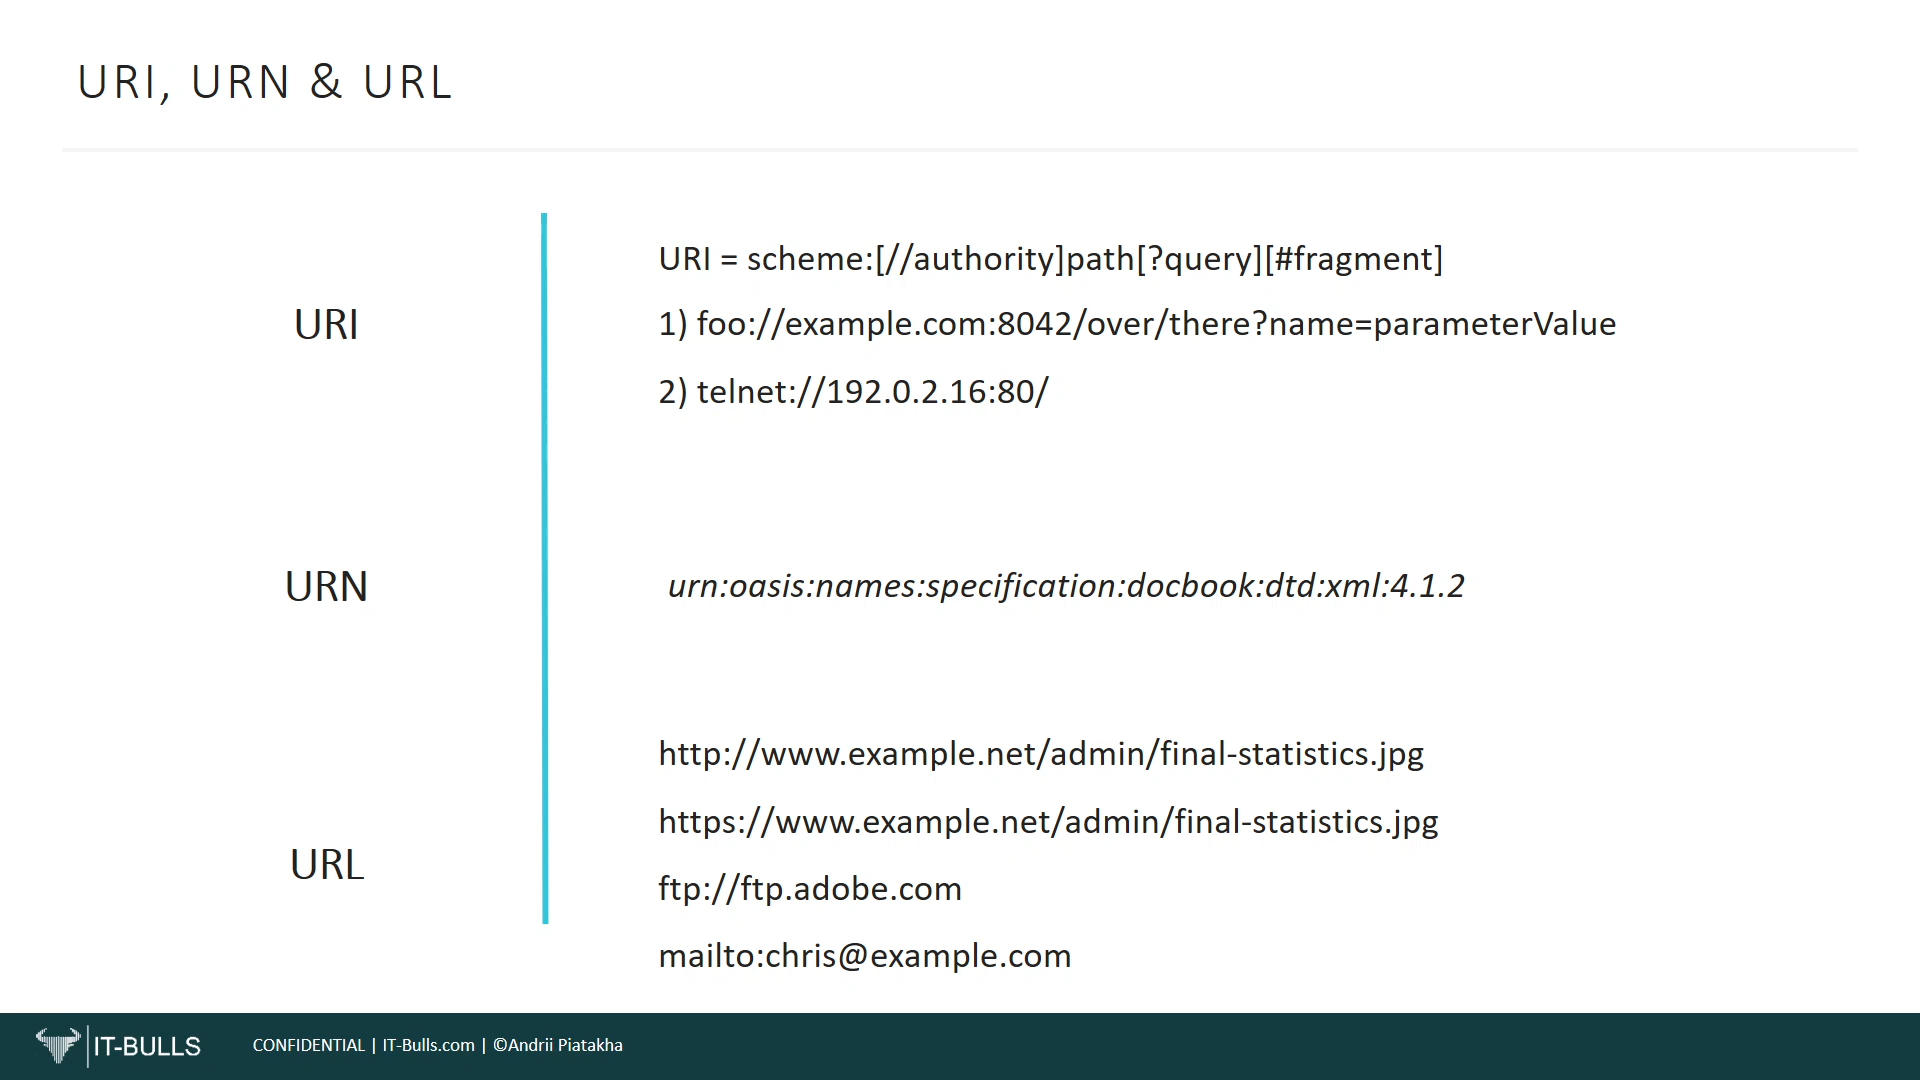 URI, URN & URL
URI
URI = scheme:[//authority]path[?query][#fragment]
1) foo://example.com:8042/over/there?name=parameterValue
2) telnet://192.0.2.16:80/
URN
urn:oasis:names:specification:docbook:dtd:xml:4.1.2
URL
http://www.example.net/admin/final-statistics.jpg
https://www.example.net/admin/final-statistics.jpg
ftp://ftp.adobe.com
mailto:chris@example.com
IT-BULLS
CONFIDENTIAL | IT-Bulls.com | ©Andrii Piatakha